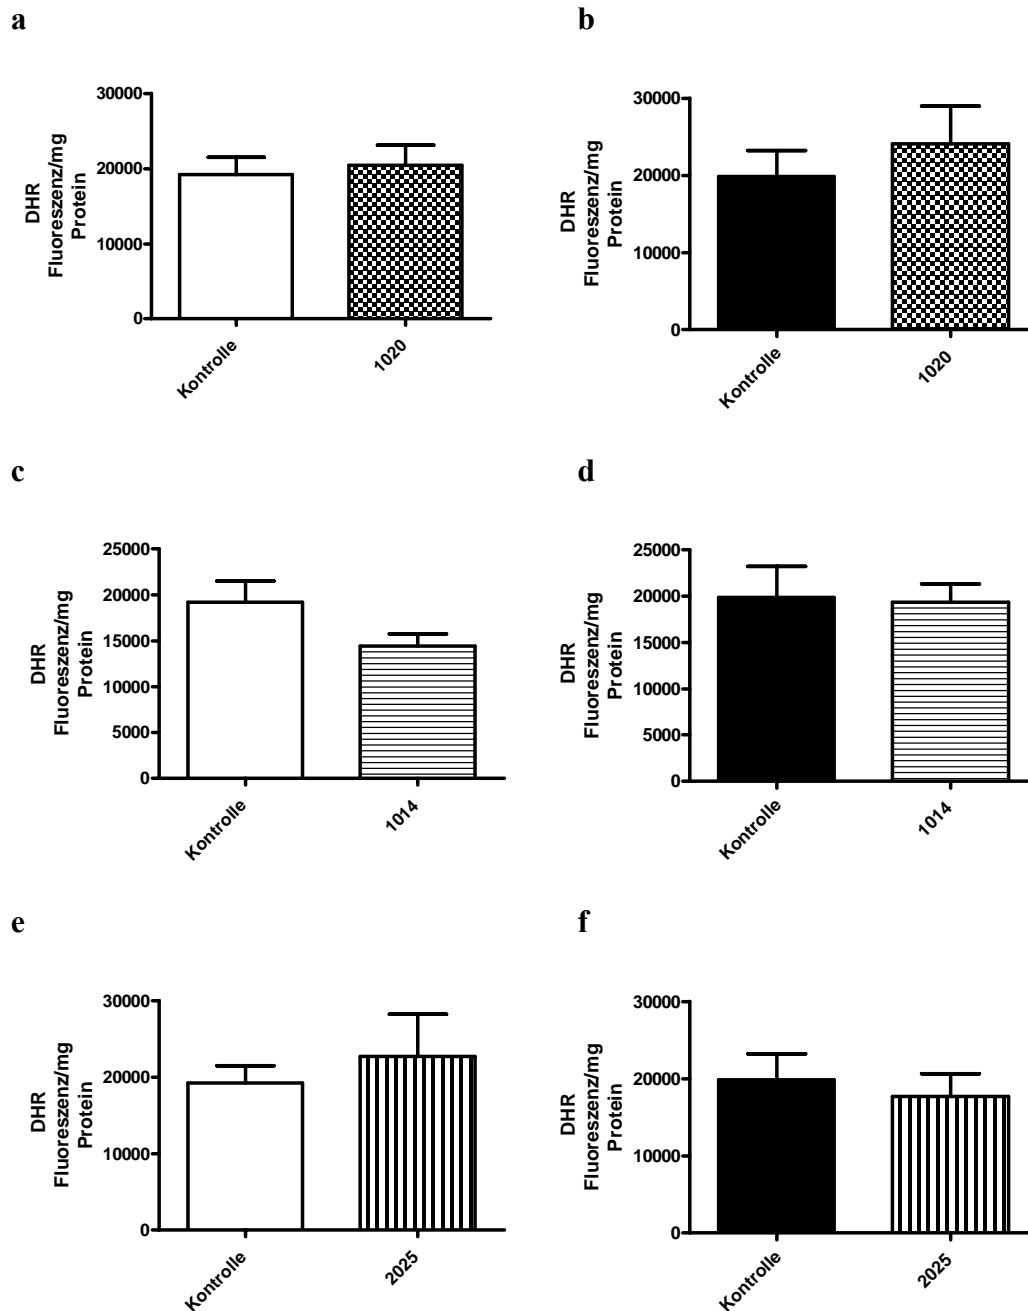 a
DHR
Fluoreszenz/mg
Protein
30000
20000
10000
0
Kontrolle
1020
b
DHR
Fluoreszenz/mg
Protein
30000
20000
10000
0
Kontrolle
1020
c
DHR
Fluoreszenz/mg
Protein
25000
20000
15000
10000
5000
0
Kontrolle
1014
d
DHR
Fluoreszenz/mg
Protein
25000
20000
15000
10000
5000
0
Kontrolle
1014
e
DHR
Fluoreszenz/mg
Protein
30000
20000
10000
0
Kontrolle
2025
f
DHR
Fluoreszenz/mg
Protein
30000
20000
10000
0
Kontrolle
2025